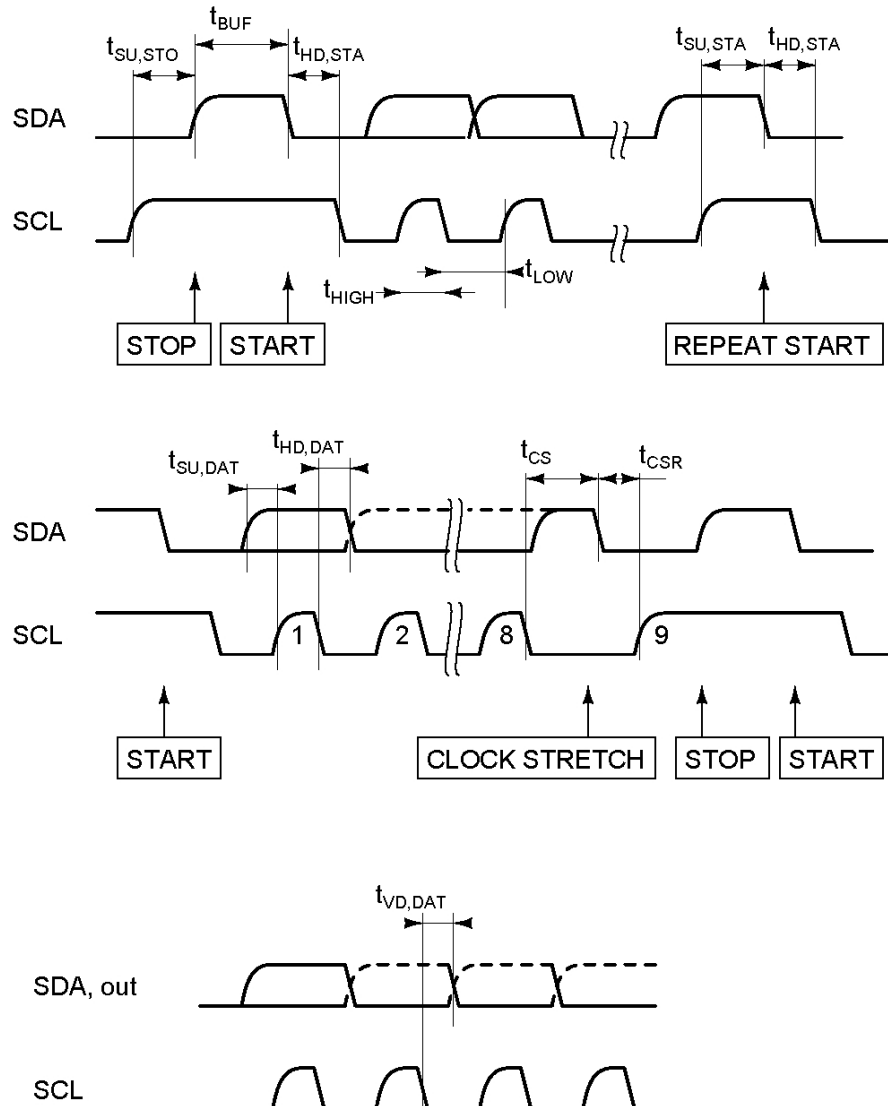 tBUF
tSU,STO
tHD,STA
tSU,STA
tHD,STA
SDA
SCL
tHIGH
tLOW
STOP
START
REPEAT START
tSU,DAT
tHD,DAT
tCS
tCSR
SDA
SCL
1
2
8
9
START
CLOCK STRETCH
STOP
START
tVD,DAT
SDA, out
SCL